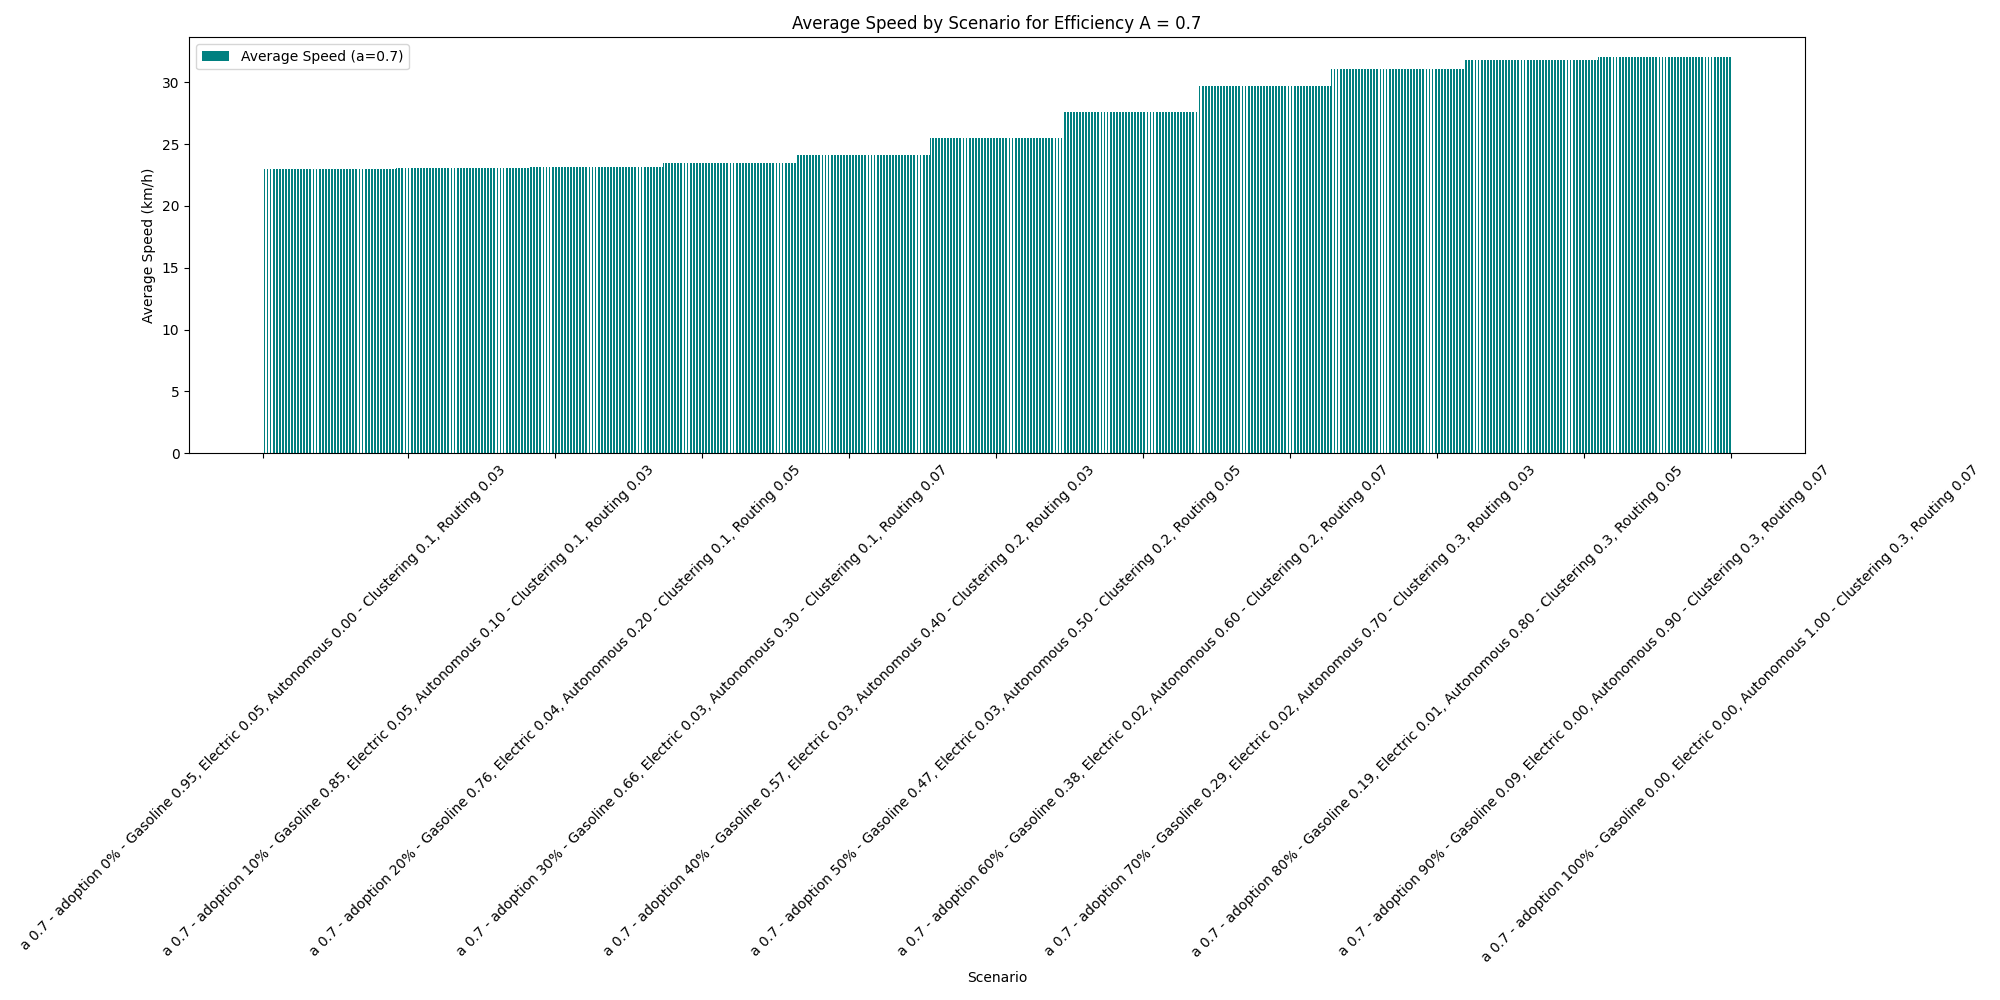 Average Speed by Scenario for Efficiency A = 0.7
Average Speed (a=0.7)
Average Speed (km/h)
30
25
20
15
10
5
0
a 0.7 - adoption 0% - Gasoline 0.95, Electric 0.05, Autonomous 0.00 - Clustering 0.1, Routing 0.03
a 0.7 - adoption 10% - Gasoline 0.85, Electric 0.05, Autonomous 0.10 - Clustering 0.1, Routing 0.03
a 0.7 - adoption 20% - Gasoline 0.76, Electric 0.04, Autonomous 0.20 - Clustering 0.1, Routing 0.05
a 0.7 - adoption 30% - Gasoline 0.66, Electric 0.03, Autonomous 0.30 - Clustering 0.1, Routing 0.07
a 0.7 - adoption 40% - Gasoline 0.57, Electric 0.03, Autonomous 0.40 - Clustering 0.2, Routing 0.03
a 0.7 - adoption 50% - Gasoline 0.47, Electric 0.03, Autonomous 0.50 - Clustering 0.2, Routing 0.05
a 0.7 - adoption 60% - Gasoline 0.38, Electric 0.02, Autonomous 0.60 - Clustering 0.2, Routing 0.07
a 0.7 - adoption 70% - Gasoline 0.29, Electric 0.02, Autonomous 0.70 - Clustering 0.3, Routing 0.03
a 0.7 - adoption 80% - Gasoline 0.19, Electric 0.01, Autonomous 0.80 - Clustering 0.3, Routing 0.05
a 0.7 - adoption 90% - Gasoline 0.09, Electric 0.00, Autonomous 0.90 - Clustering 0.3, Routing 0.07
a 0.7 - adoption 100% - Gasoline 0.00, Electric 0.00, Autonomous 1.00 - Clustering 0.3, Routing 0.07
Scenario